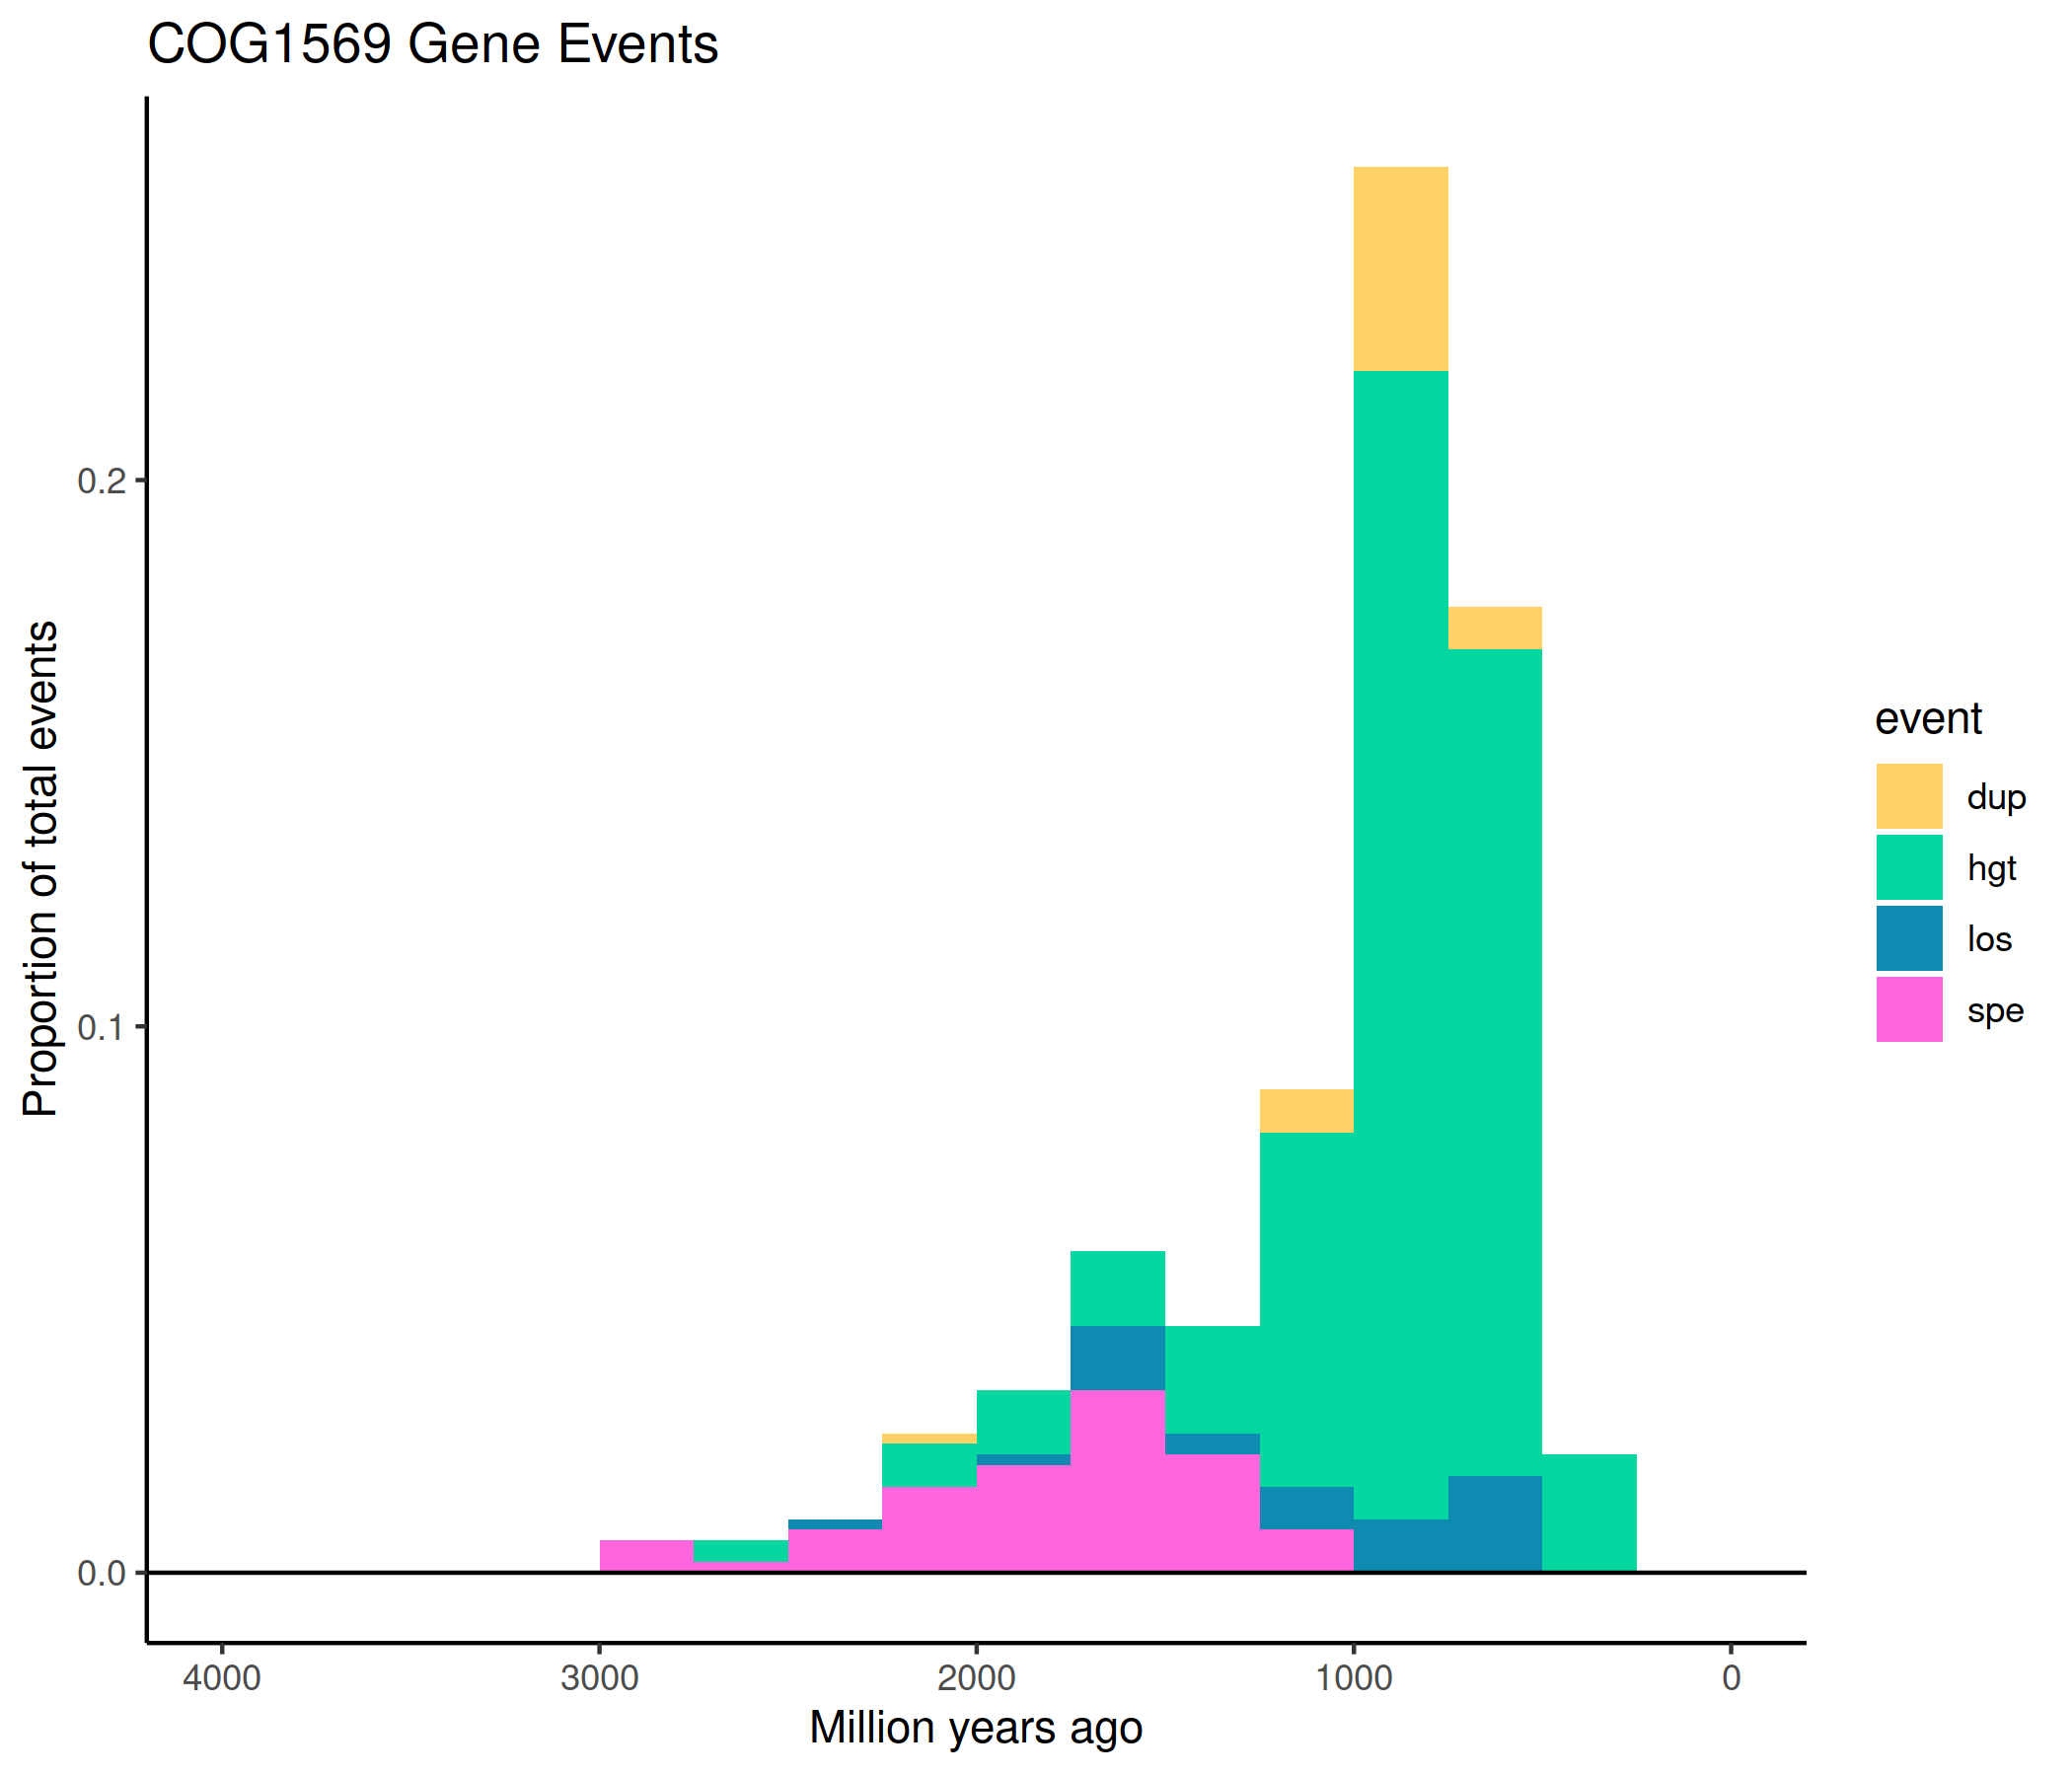 COG1569 Gene Events
Proportion of total events
0.2
0.1
0.0
4000 3000 2000 1000 0
Million years ago
event
dup
hgt
los
spe